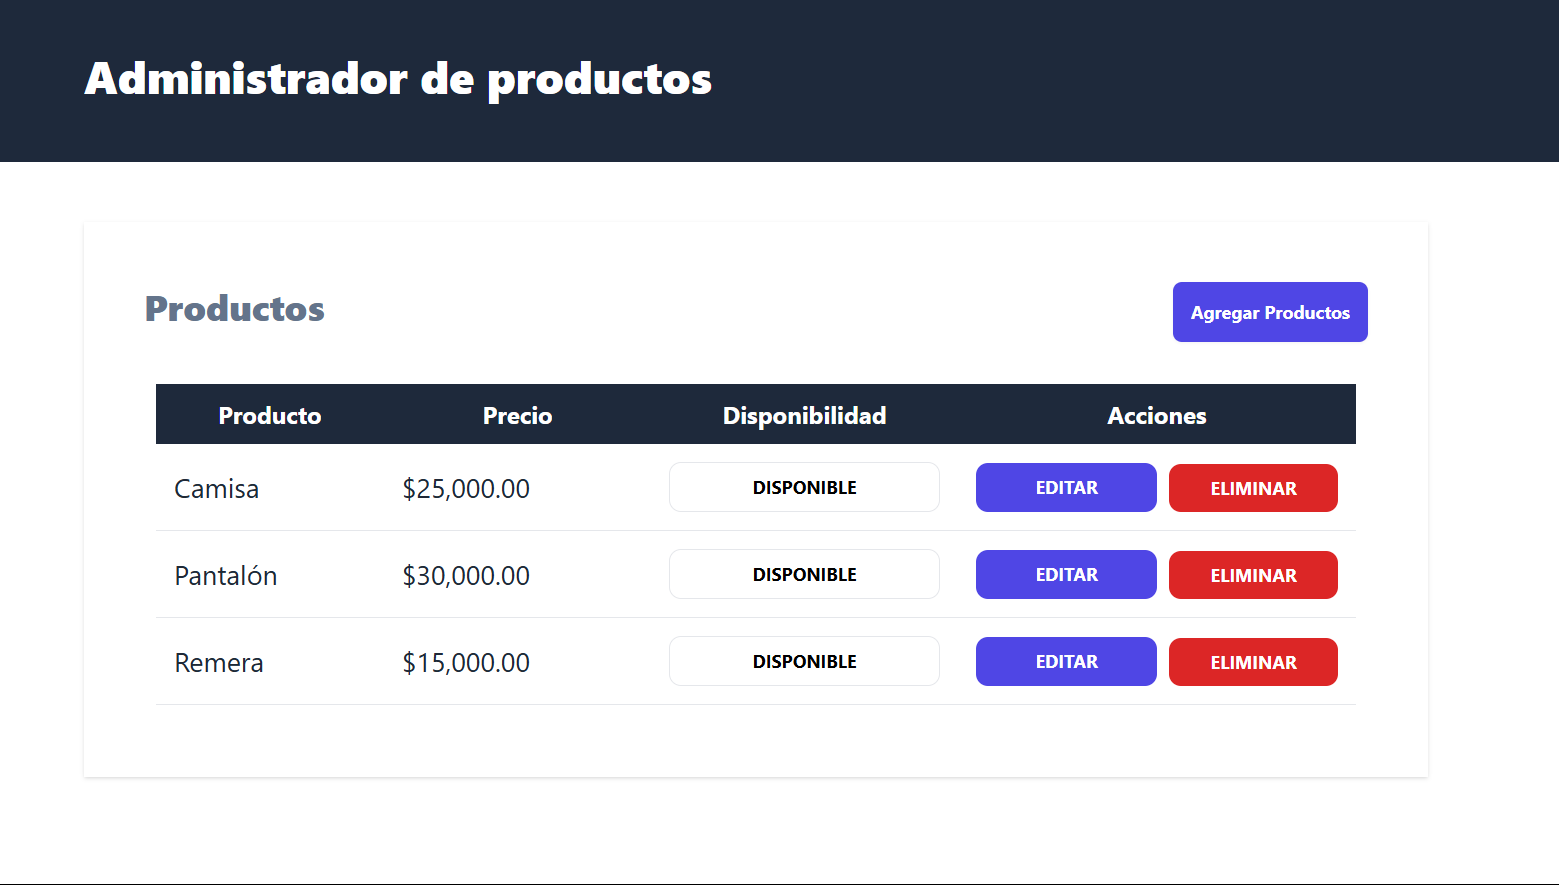 Administrador de productos
Productos
Agregar Productos
Producto Precio Disponibilidad Acciones
Camisa $25,000.00 DISPONIBLE EDITAR ELIMINAR
Pantalón $30,000.00 DISPONIBLE EDITAR ELIMINAR
Remera $15,000.00 DISPONIBLE EDITAR ELIMINAR